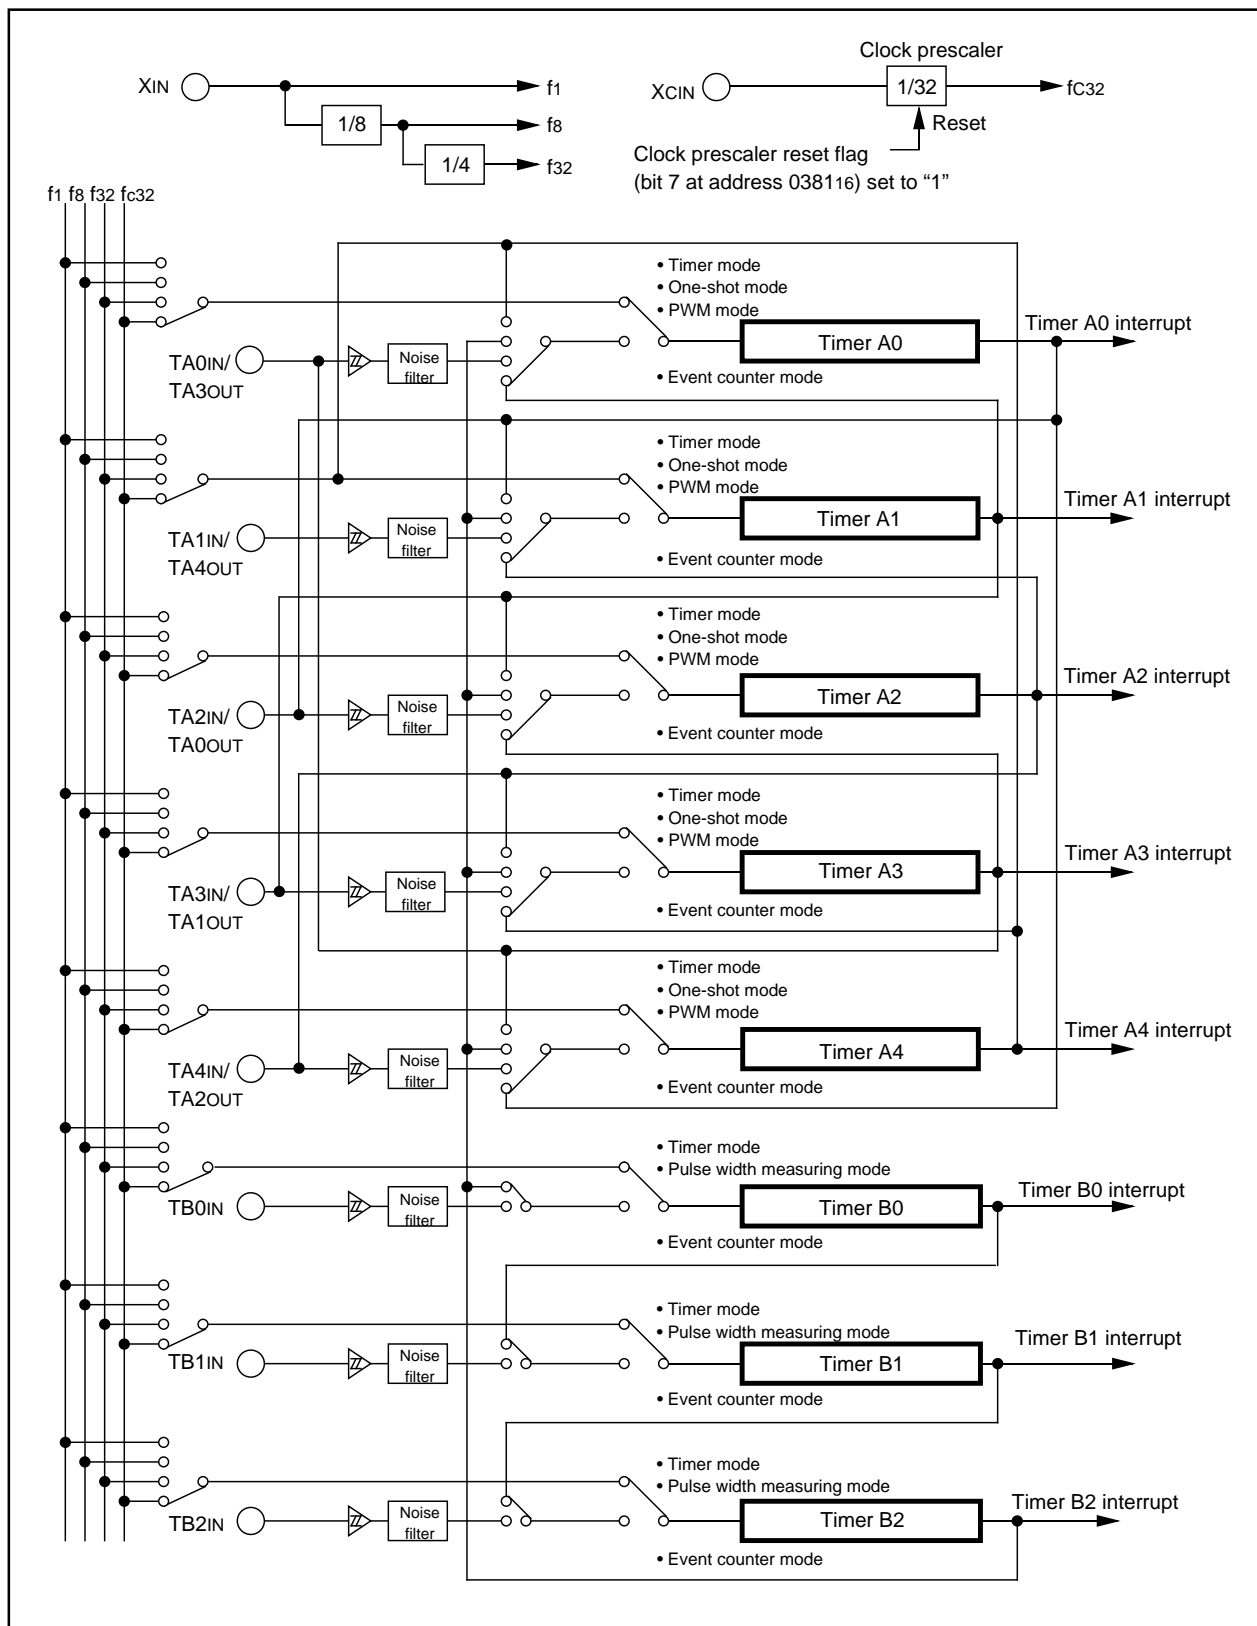 Clock prescaler
XIN
f1
XCIN
1/32
fC32
1/8
f8
Reset
1/4
f32
Clock prescaler reset flag
(bit 7 at address 038116) set to “1”
f1 f8 f32 fC32
• Timer mode
• One-shot mode
• PWM mode
Timer A0 interrupt
TA0IN/
TA3OUT
Noise
filter
Timer A0
• Event counter mode
• Timer mode
• One-shot mode
• PWM mode
Timer A1 interrupt
TA1IN/
TA4OUT
Noise
filter
Timer A1
• Event counter mode
• Timer mode
• One-shot mode
• PWM mode
Timer A2 interrupt
TA2IN/
TA0OUT
Noise
filter
Timer A2
• Event counter mode
• Timer mode
• One-shot mode
• PWM mode
Timer A3 interrupt
TA3IN/
TA1OUT
Noise
filter
Timer A3
• Event counter mode
• Timer mode
• One-shot mode
• PWM mode
Timer A4 interrupt
TA4IN/
TA2OUT
Noise
filter
Timer A4
• Event counter mode
• Timer mode
• Pulse width measuring mode
Timer B0 interrupt
TB0IN
Noise
filter
Timer B0
• Event counter mode
• Timer mode
• Pulse width measuring mode
Timer B1 interrupt
TB1IN
Noise
filter
Timer B1
• Event counter mode
• Timer mode
• Pulse width measuring mode
Timer B2 interrupt
TB2IN
Noise
filter
Timer B2
• Event counter mode